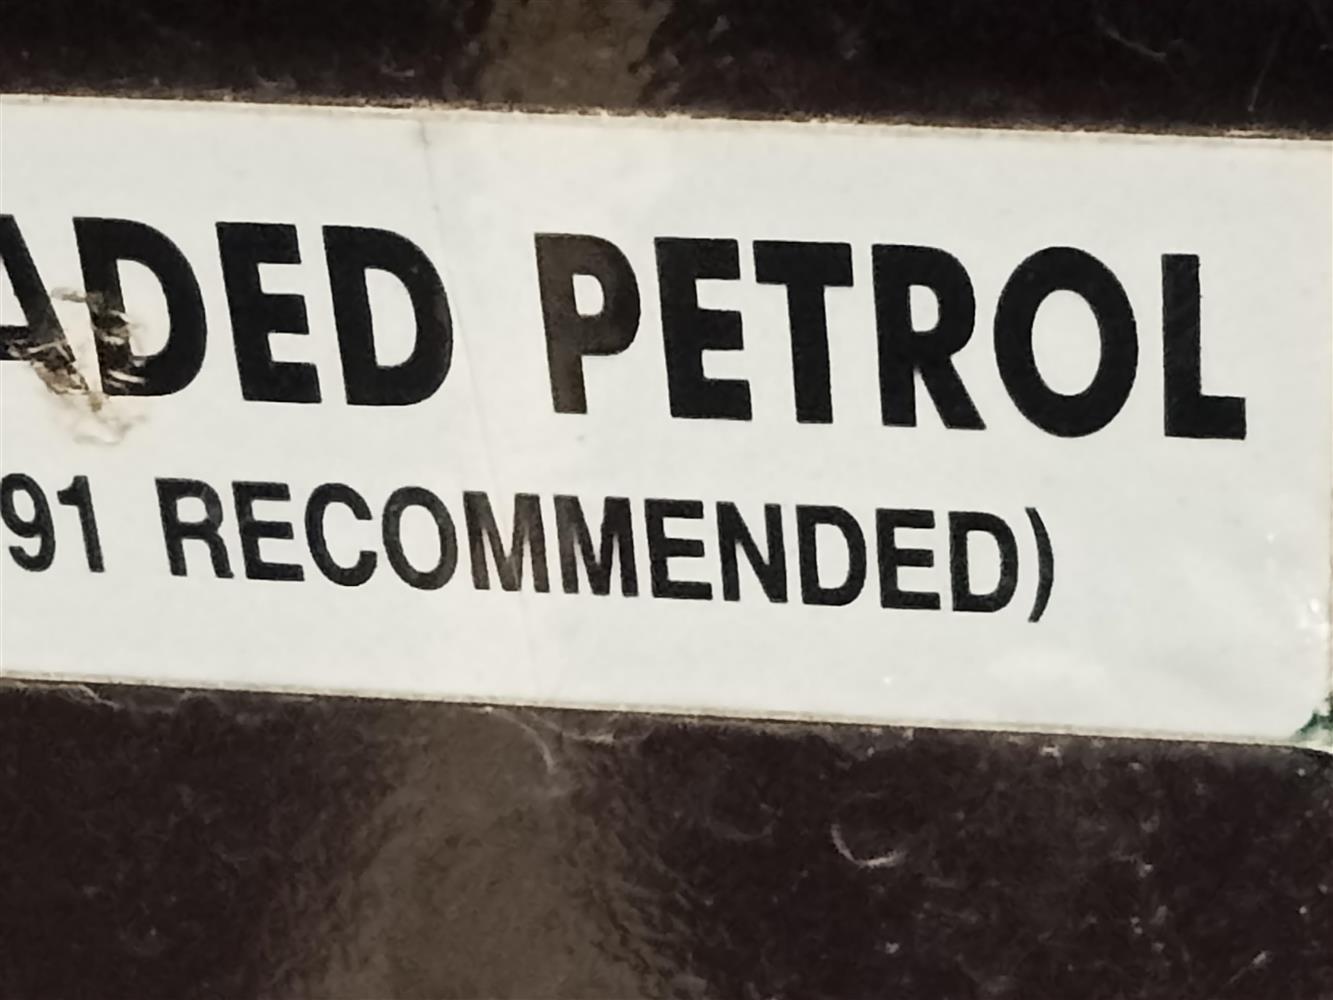 ADED PETROL
91 RECOMMENDED)